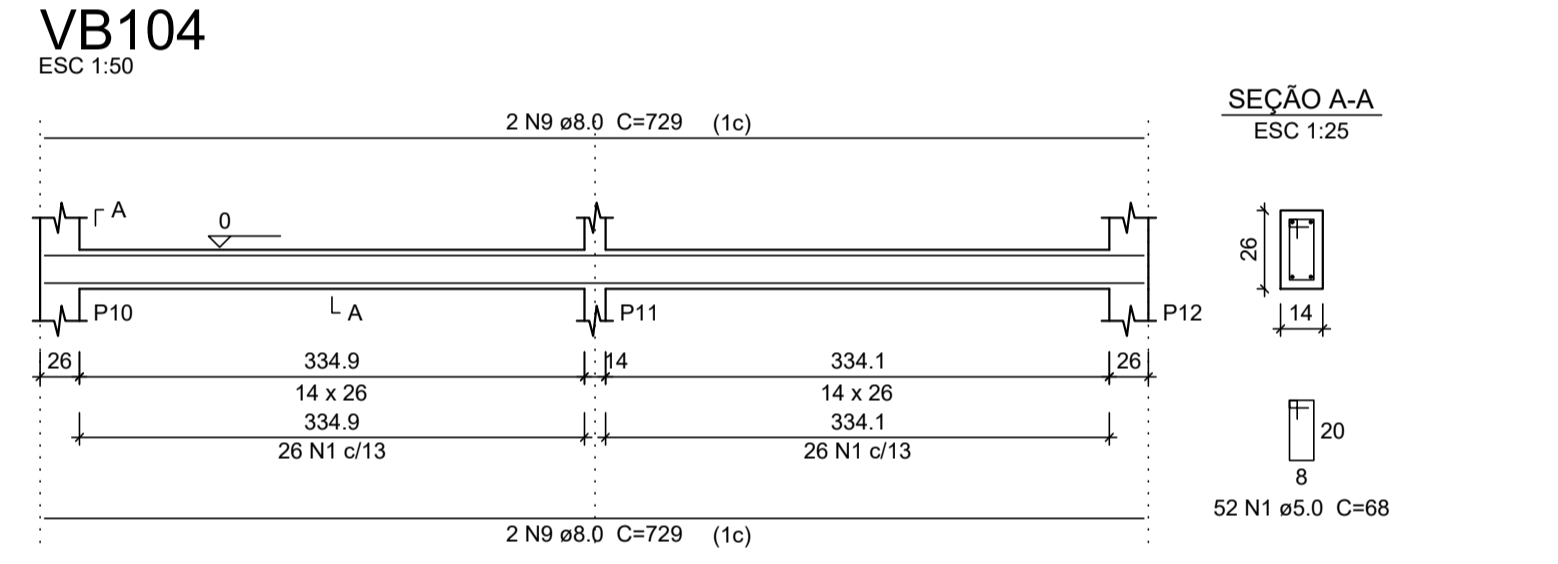 VB104
ESC 1:50
2 N9 ø8.0 C=729 (1c)
SEÇÃO A-A
ESC 1:25
A
0
26
P10
A
P11
P12
14
26
334.9
14
334.1
26
14 x 26
14 x 26
334.9
334.1
26 N1 c/13
26 N1 c/13
20
8
52 N1 ø5.0 C=68
2 N9 ø8.0 C=729 (1c)